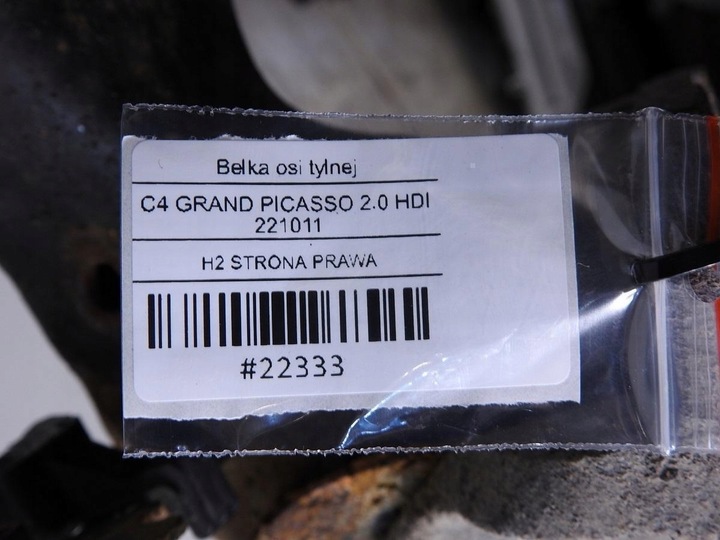 Belka osi tylnej
C4 GRAND PICASSO 2.0 HDI
221011
H2 STRONA PRAWA
#22333